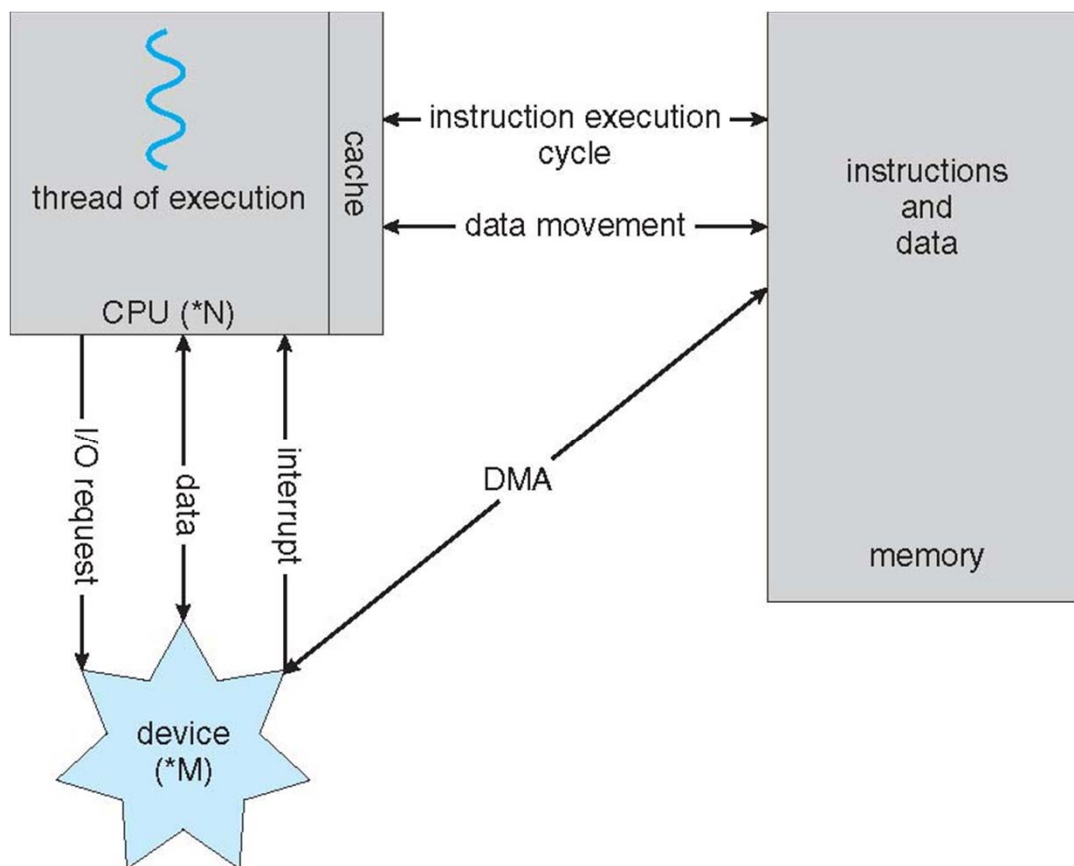 thread of execution
CPU (*N)
cache
instruction execution
cycle
data movement
instructions
and
data
memory
I/O request
data
interrupt
DMA
device
(*M)